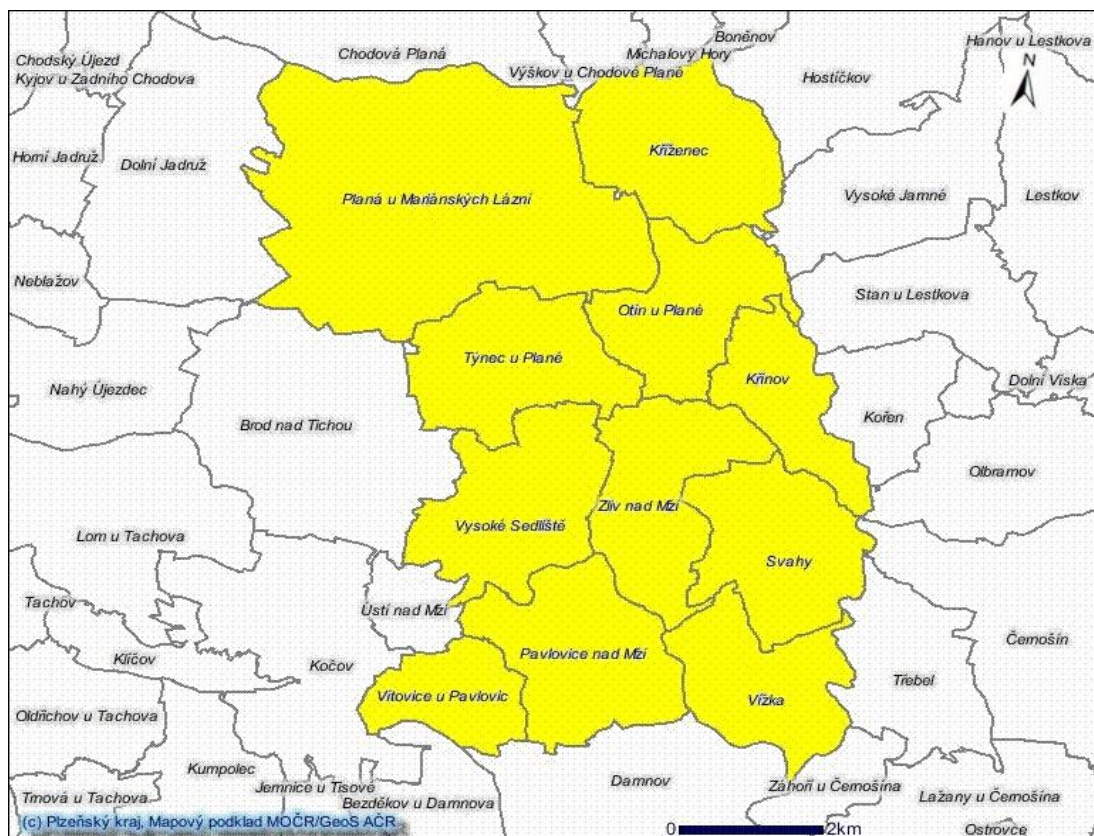 Boněnov
Hanov u Lestkova
Chodová Planá
Michalovy Hory
Chodský Újezd
Výškov u Chodové Plané
Kyjov u Zadního Chodova
Hostíčkov
N
Kříženec
Horní Jadruž
Dolní Jadruž
Planá u Mariánských Lázní
Vysoké Jamné
Lestkov
Neblažov
Stan u Lestkova
Otín u Plané
Týnec u Plané
Křínov
Dolní Víska
Nahý Újezdec
Kořen
Brod nad Tichou
Olbramov
Zliv nad Mží
Vysoké Sedliště
Lom u Tachova
Svahy
Tachov
Ústí nad Mží
Černošín
Klíčov
Kočov
Pavlovice nad Mží
Třebel
Vítovice u Pavlovic
Vížka
Oldřichov u Tachova
Kumpolec
Damnov
Jemnice u Tisové
Záhoří u Černošína
Trnová u Tachova
Bezděkov u Damnova
Lažany u Černošína
(c) Plzeňský kraj, Mapový podklad MOČR/GeoS AČR
0 2km
Ostrovce